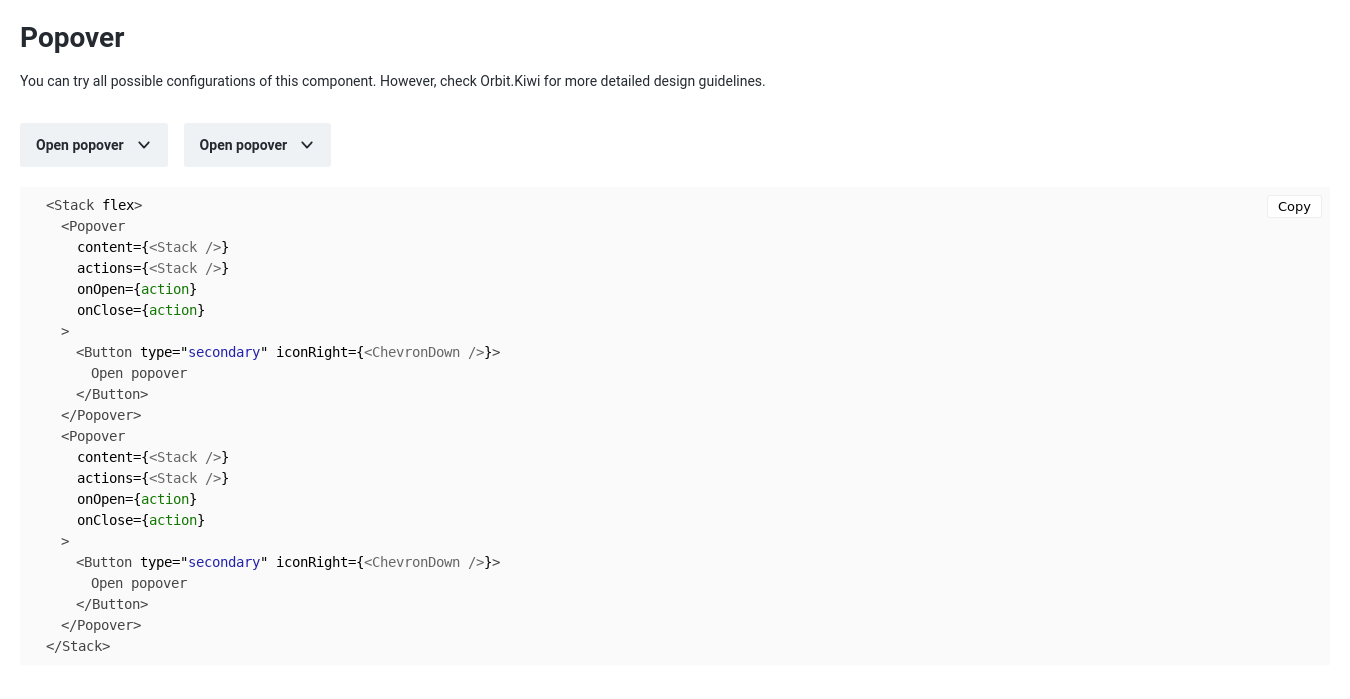 Popover
You can try all possible configurations of this component. However, check Orbit.Kiwi for more detailed design guidelines.
Open popover Open popover
Copy
<Stack flex>
<Popover
content={<Stack />}
actions={<Stack />}
onOpen={action}
onClose={action}
>
<Button type="secondary" iconRight={<ChevronDown />}>
Open popover
</Button>
</Popover>
<Popover
content={<Stack />}
actions={<Stack />}
onOpen={action}
onClose={action}
>
<Button type="secondary" iconRight={<ChevronDown />}>
Open popover
</Button>
</Popover>
</Stack>